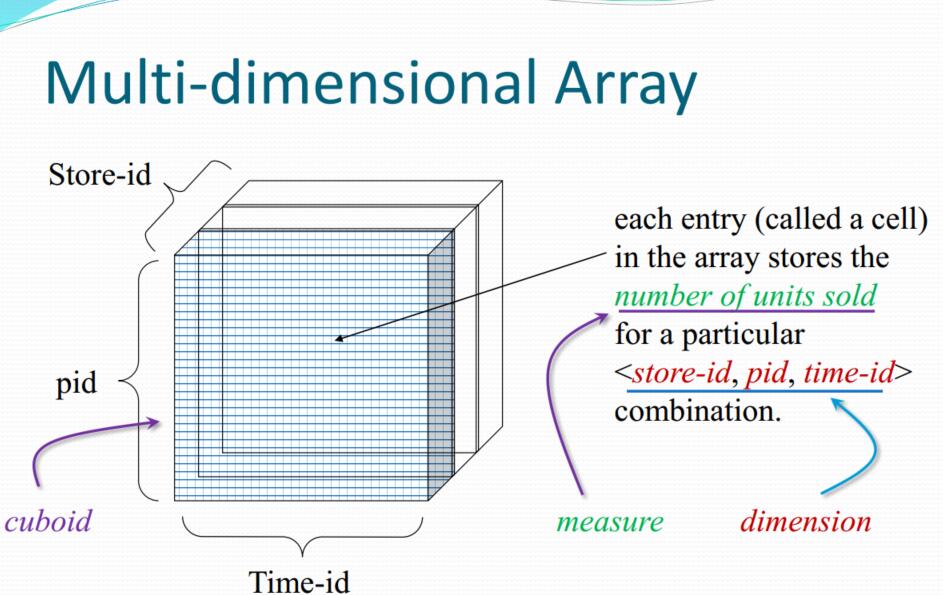 Multi-dimensional Array
Store-id
each entry (called a cell)
in the array stores the
number of units sold
for a particular
<store-id, pid, time-id>
combination.
pid
cuboid
measure
dimension
Time-id